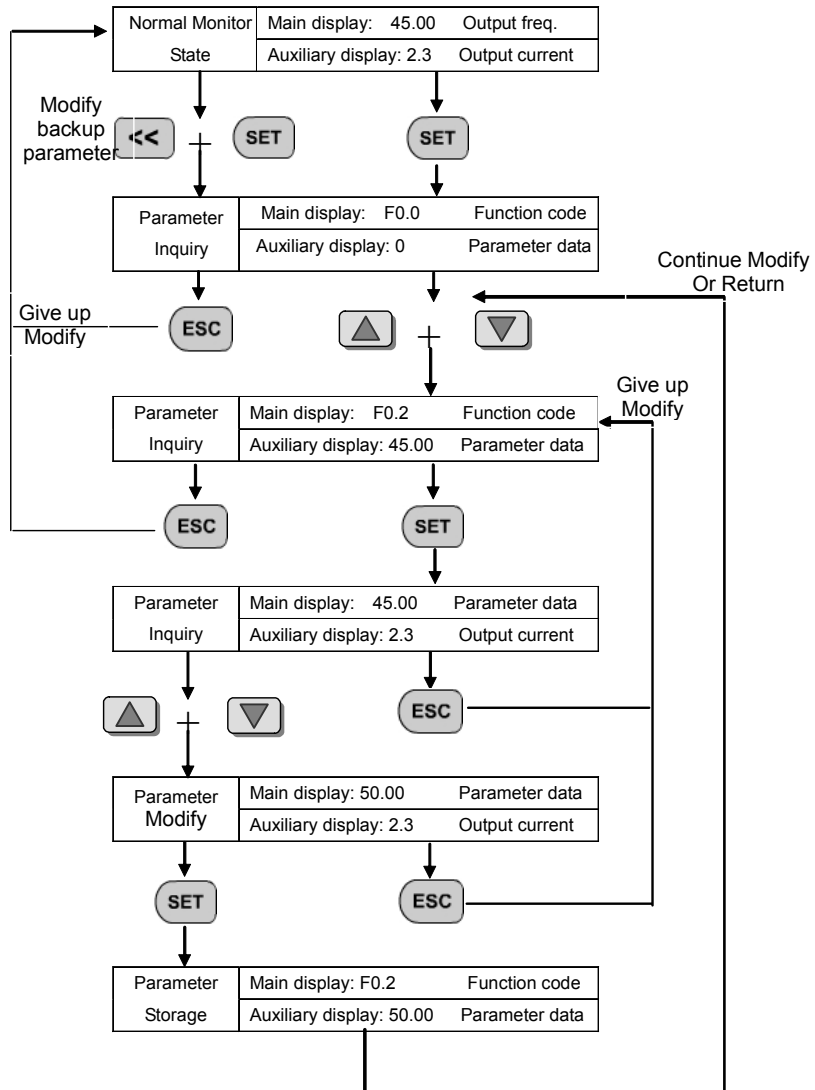 Normal Monitor State
Main display: 45.00 Output freq.
Auxiliary display: 2.3 Output current
Modify
backup
parameter
<< + SET
SET
Parameter Inquiry
Main display: F0.0 Function code
Auxiliary display: 0 Parameter data
Continue Modify
Or Return
Give up
Modify
ESC
+
Give up
Modify
Parameter Inquiry
Main display: F0.2 Function code
Auxiliary display: 45.00 Parameter data
ESC
SET
Parameter Inquiry
Main display: 45.00 Parameter data
Auxiliary display: 2.3 Output current
+
ESC
Parameter Modify
Main display: 50.00 Parameter data
Auxiliary display: 2.3 Output current
SET
ESC
Parameter Storage
Main display: F0.2 Function code
Auxiliary display: 50.00 Parameter data